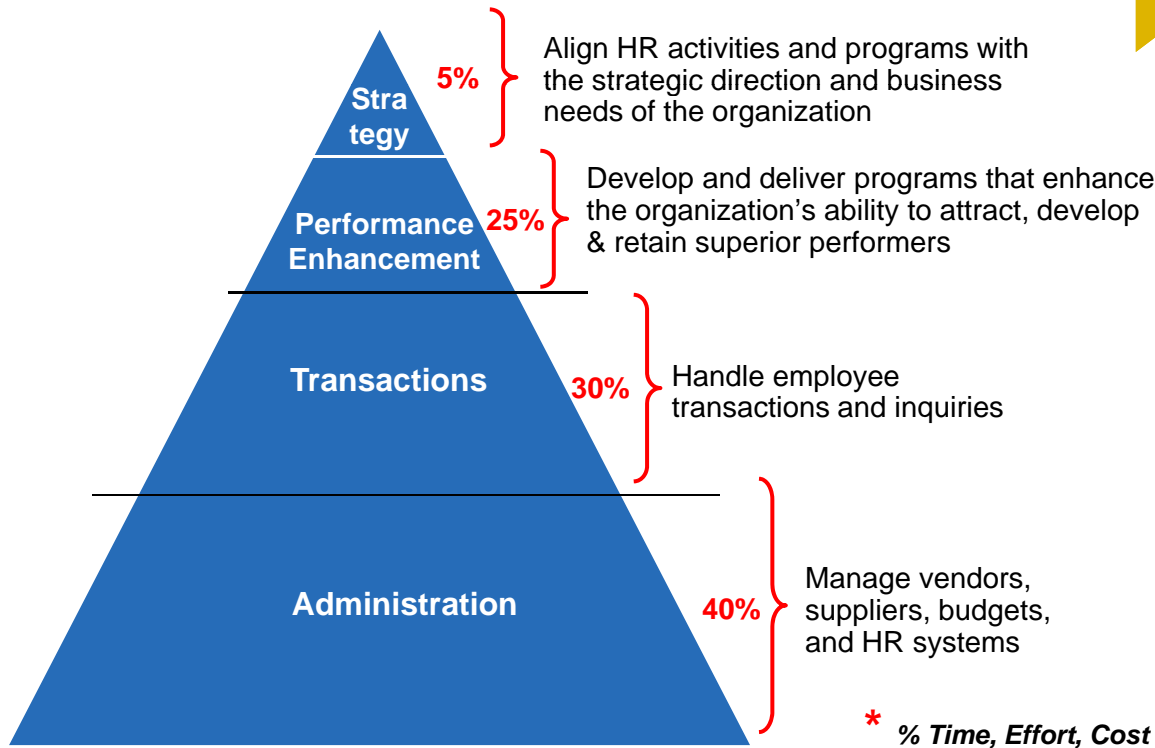 5%
Align HR activities and programs with
the strategic direction and business
needs of the organization
Stra
tegy
Performance
Enhancement
25%
Develop and deliver programs that enhance
the organization’s ability to attract, develop
& retain superior performers
Transactions
30%
Handle employee
transactions and inquiries
Administration
40%
Manage vendors,
suppliers, budgets,
and HR systems
* % Time, Effort, Cost